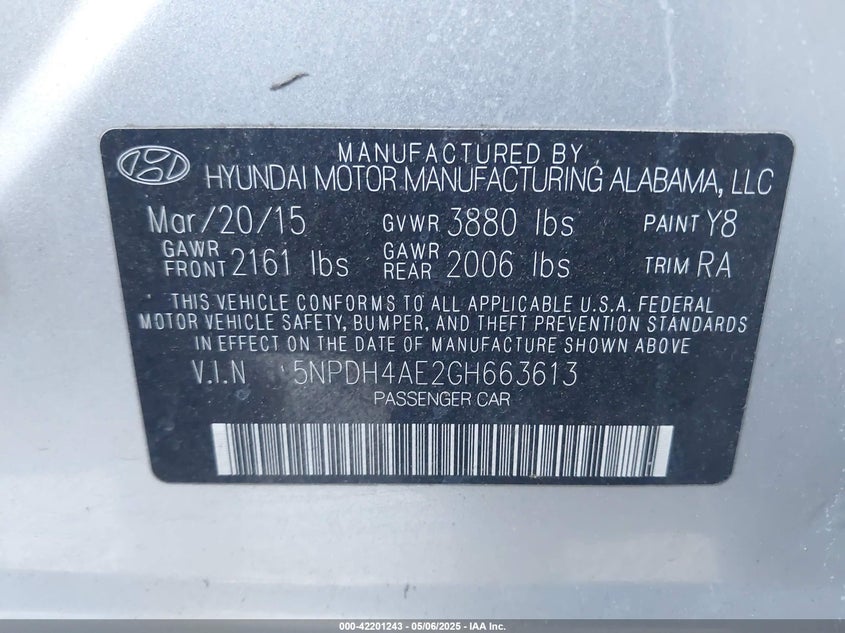 MANUFACTURED BY
HYUNDAI MOTOR MANUFACTURING ALABAMA, LLC
Mar/20/15 GVWR 3880 lbs PAINT Y8
GAWR FRONT 2161 lbs GAWR REAR 2006 lbs TRIM RA
THIS VEHICLE CONFORMS TO ALL APPLICABLE U.S.A. FEDERAL
MOTOR VEHICLE SAFETY, BUMPER, AND THEFT PREVENTION STANDARDS
IN EFFECT ON THE DATE OF MANUFACTURE SHOWN ABOVE
V.I.N : 5NPDH4AE2GH663613
PASSENGER CAR
000-42201243 - 05/06/2025 - IAA Inc.